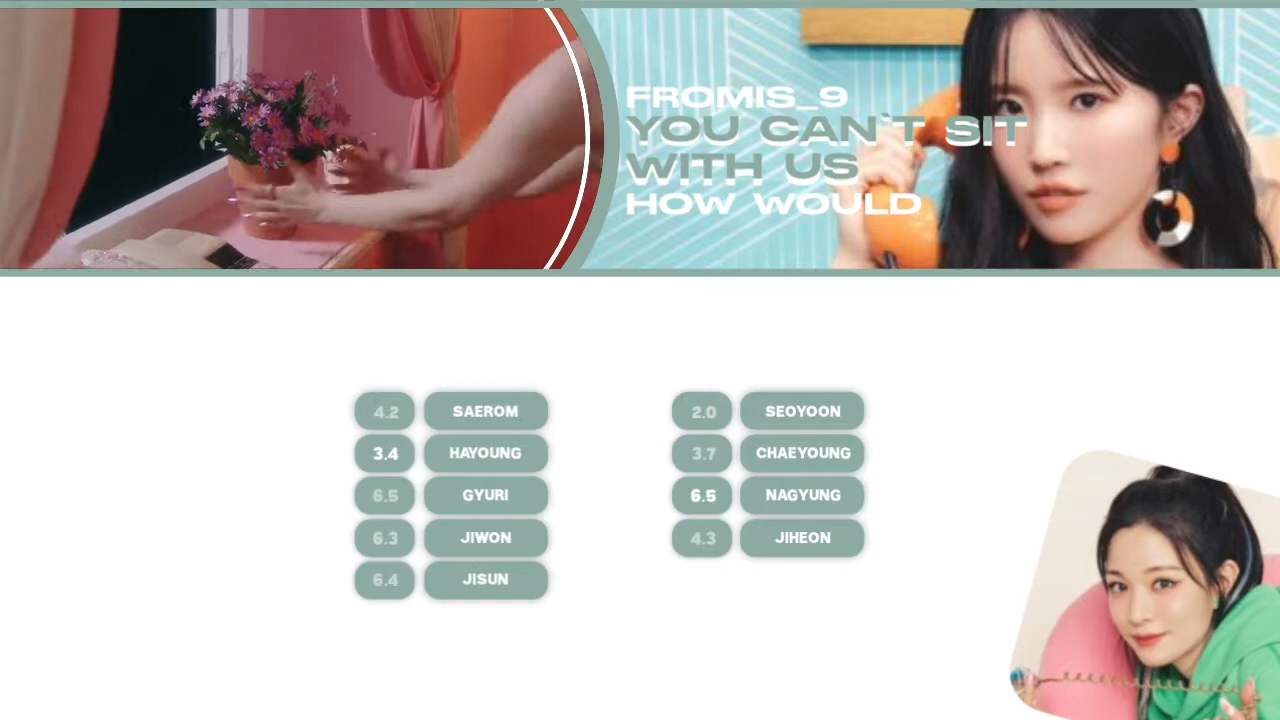 FROMIS_9
YOU CAN`T SIT
WITH US
HOW WOULD
4.2 SAEROM
3.4 HAYOUNG
6.5 GYURI
6.3 JIWON
6.4 JISUN
2.0 SEOYOON
3.7 CHAEYOUNG
6.5 NAGYUNG
4.3 JIHEON